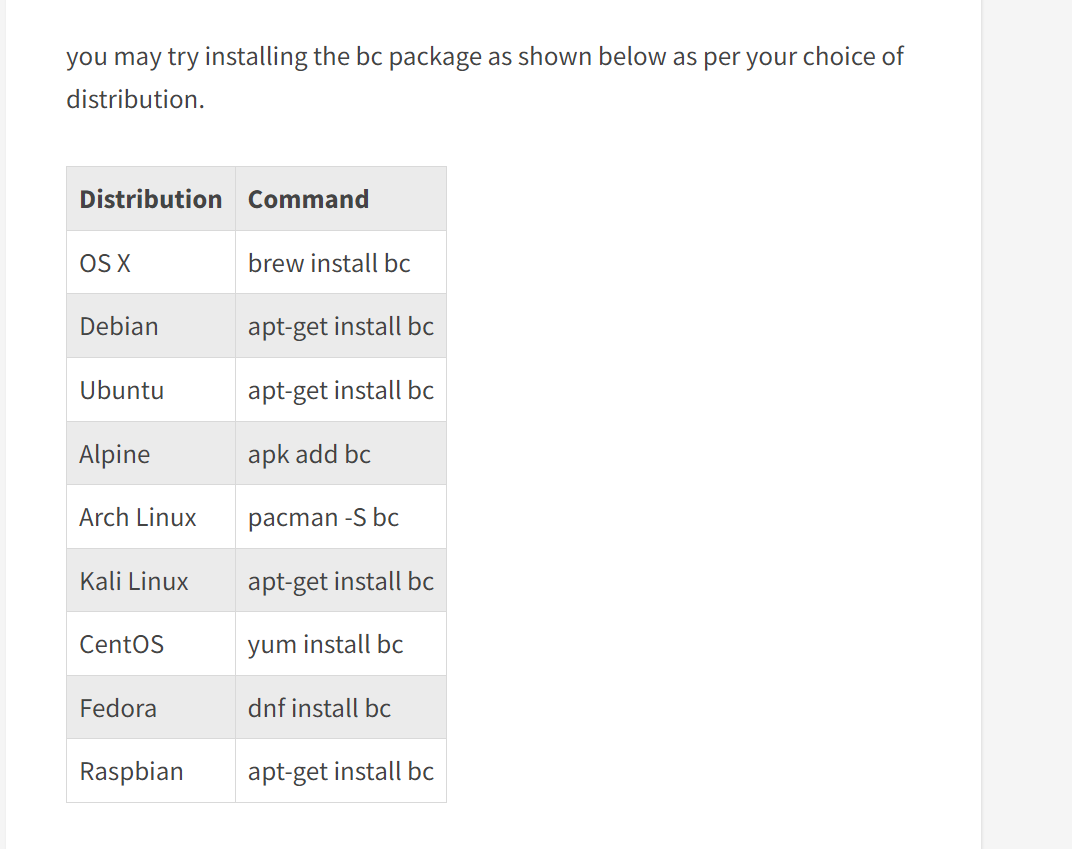 you may try installing the bc package as shown below as per your choice of
distribution.
Distribution Command
OS X brew install bc
Debian apt-get install bc
Ubuntu apt-get install bc
Alpine apk add bc
Arch Linux pacman -S bc
Kali Linux apt-get install bc
CentOS yum install bc
Fedora dnf install bc
Raspbian apt-get install bc